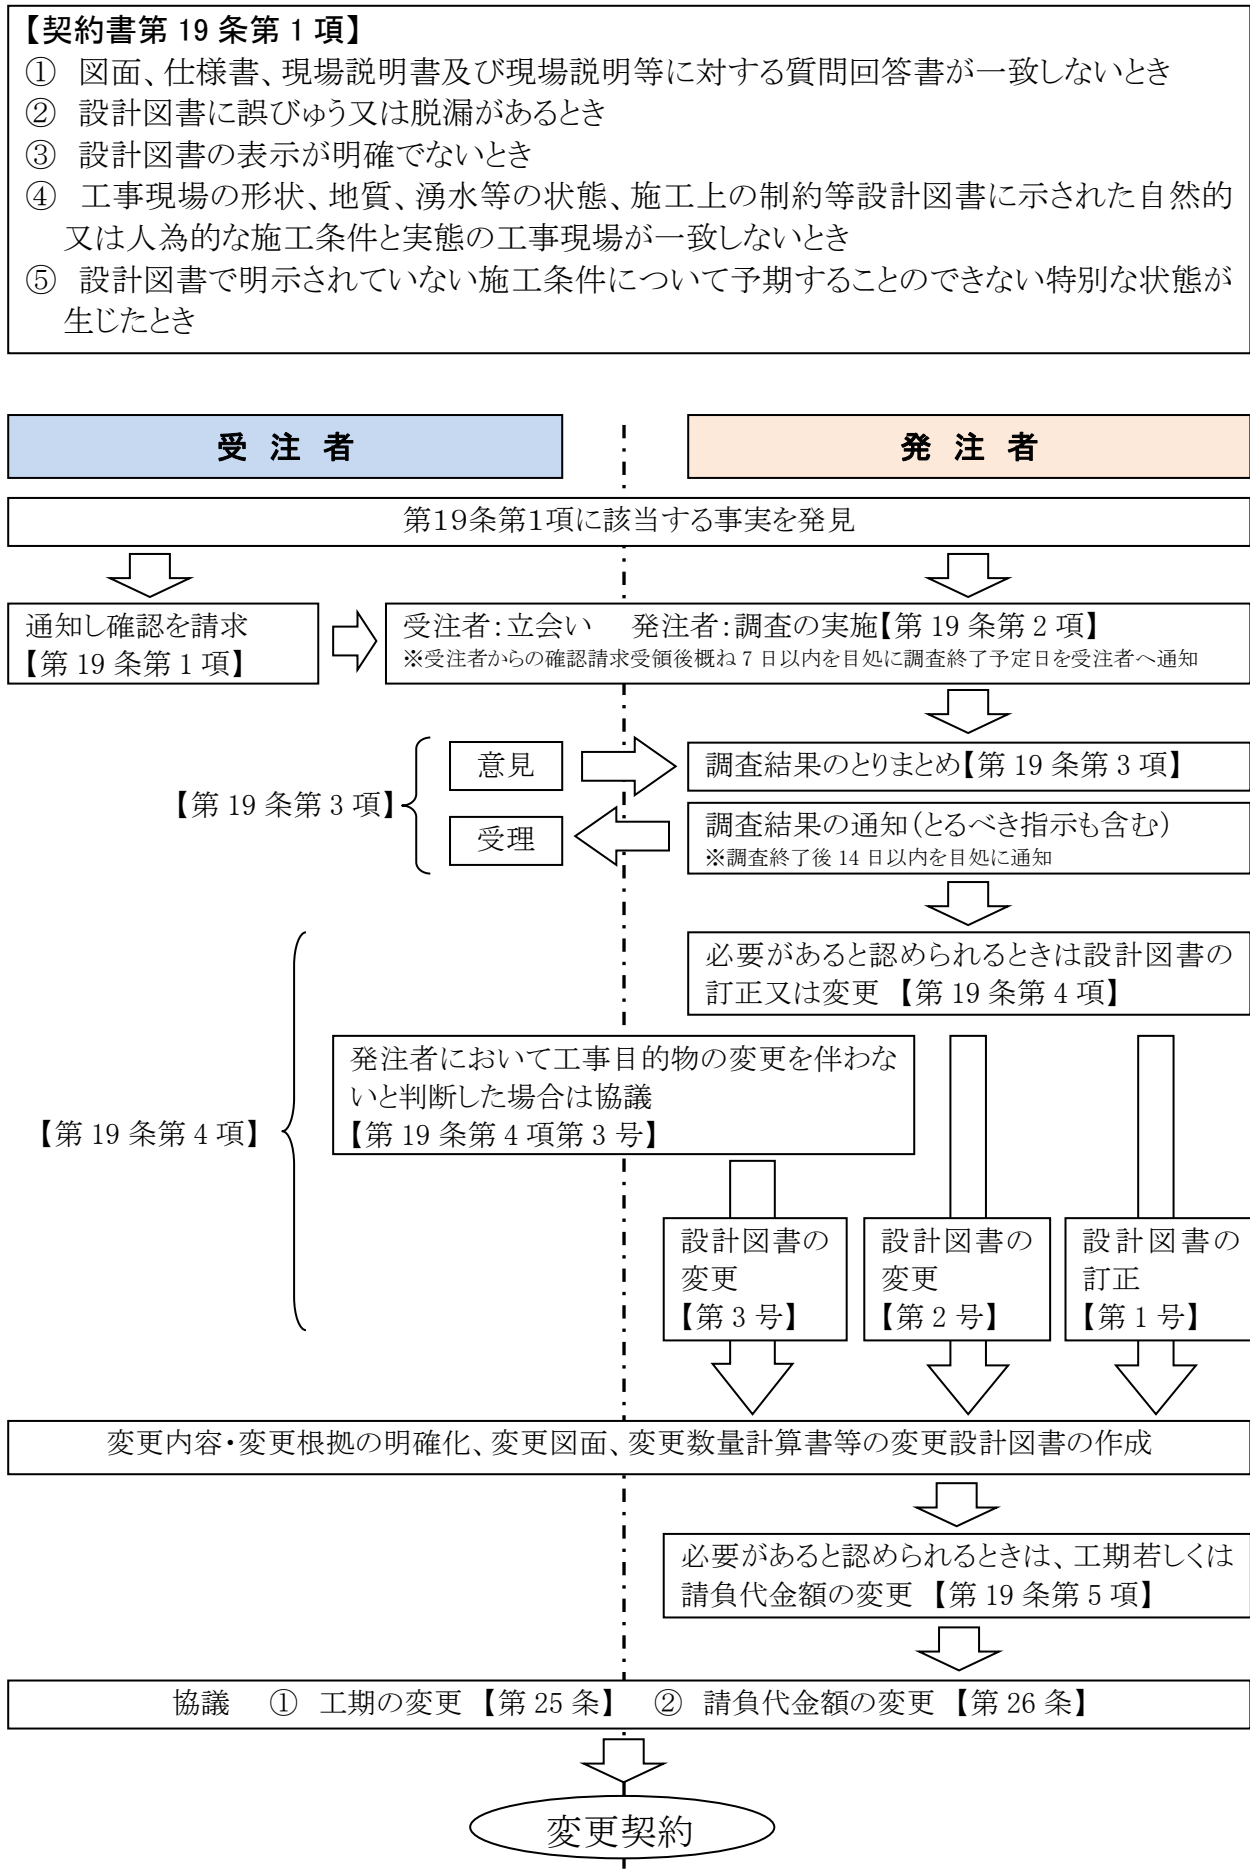 【契約書第 19 条第 1 項】
① 図面、仕様書、現場説明書及び現場説明等に対する質問回答書が一致しないとき
② 設計図書に誤びゅう又は脱漏があるとき
③ 設計図書の表示が明確でないとき
④ 工事現場の形状、地質、湧水等の状態、施工上の制約等設計図書に示された自然的
又は人為的な施工条件と実態の工事現場が一致しないとき
⑤ 設計図書で明示されていない施工条件について予期することのできない特別な状態が
生じたとき
受 注 者
発 注 者
第19条第1項に該当する事実を発見
通知し確認を請求
【第 19 条第 1 項】
受注者：立会い 発注者：調査の実施【第 19 条第 2 項】
※受注者からの確認請求受領後概ね 7 日以内を目処に調査終了予定日を受注者へ通知
【第 19 条第 3 項】
意見
調査結果のとりまとめ【第 19 条第 3 項】
受理
調査結果の通知（とるべき指示も含む）
※調査終了後 14 日以内を目処に通知
必要があると認められるときは設計図書の
訂正又は変更 【第 19 条第 4 項】
【第 19 条第 4 項】
発注者において工事目的物の変更を伴わな
いと判断した場合は協議
【第 19 条第 4 項第 3 号】
設計図書の
変更
【第 3 号】
設計図書の
変更
【第 2 号】
設計図書の
訂正
【第 1 号】
変更内容・変更根拠の明確化、変更図面、変更数量計算書等の変更設計図書の作成
必要があると認められるときは、工期若しくは
請負代金額の変更 【第 19 条第 5 項】
協議 ① 工期の変更 【第 25 条】 ② 請負代金額の変更 【第 26 条】
変更契約